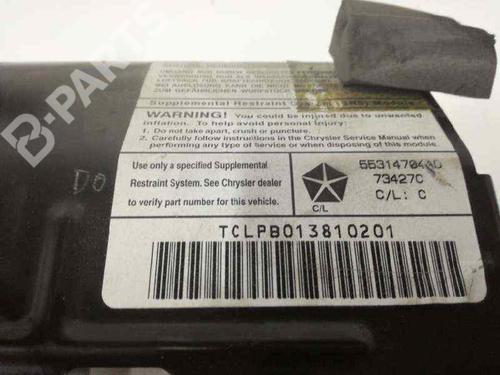 B-PARTS
Supplemental Restraint
Module
WARNING! You could be injured due to unwanted
inflation. To help avoid personal injury:
1. Do not take apart, crush or puncture.
2. Carefully follow instructions in the Chrysler Service Manual when
performing any type of Service or when disposing of this module.
Use only a specified Supplemental
Restraint System. See Chrysler dealer
to verify part number for this vehicle.
C/L
55314704AD
73427C
C/L: C
DO
TCLPB013810201